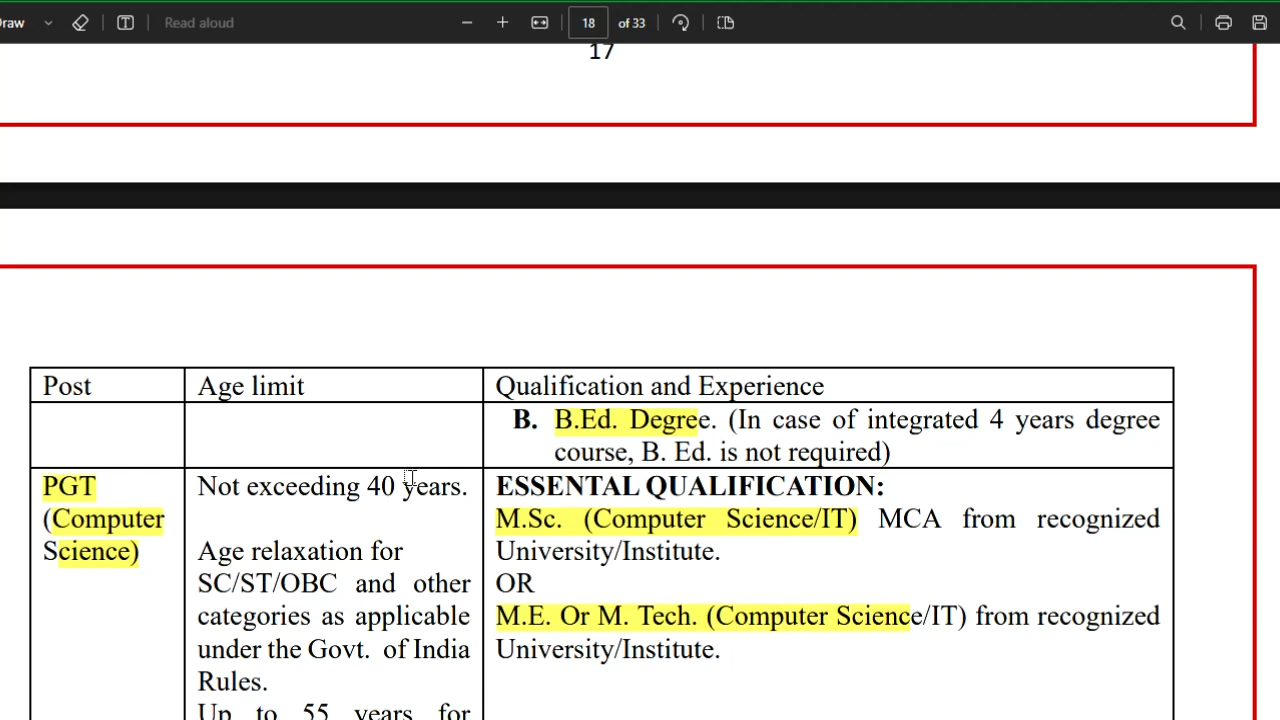 raw
Read aloud
18 of 33
17
Post Age limit Qualification and Experience
B. B.Ed. Degree. (In case of integrated 4 years degree
course, B. Ed. is not required)
PGT
(Computer
Science)
Not exceeding 40 years.
Age relaxation for
SC/ST/OBC and other
categories as applicable
under the Govt. of India
Rules.
Up to 55 years for
ESSENTAL QUALIFICATION:
M.Sc. (Computer Science/IT) MCA from recognized
University/Institute.
OR
M.E. Or M. Tech. (Computer Science/IT) from recognized
University/Institute.